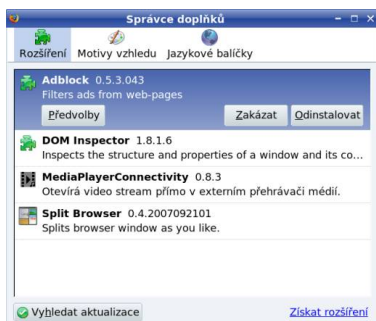 Správce doplňků
Rozšíření Motivy vzhledu Jazykové balíčky
Adblock 0.5.3.043
Filters ads from web-pages
Předvolby Zakázat Odinstalovat
DOM Inspector 1.8.1.6
Inspects the structure and properties of a window and its co...
MediaPlayerConnectivity 0.8.3
Otevírá video stream přímo v externím přehrávači médií.
Split Browser 0.4.2007092101
Splits browser window as you like.
Vyhledat aktualizace Získat rozšíření